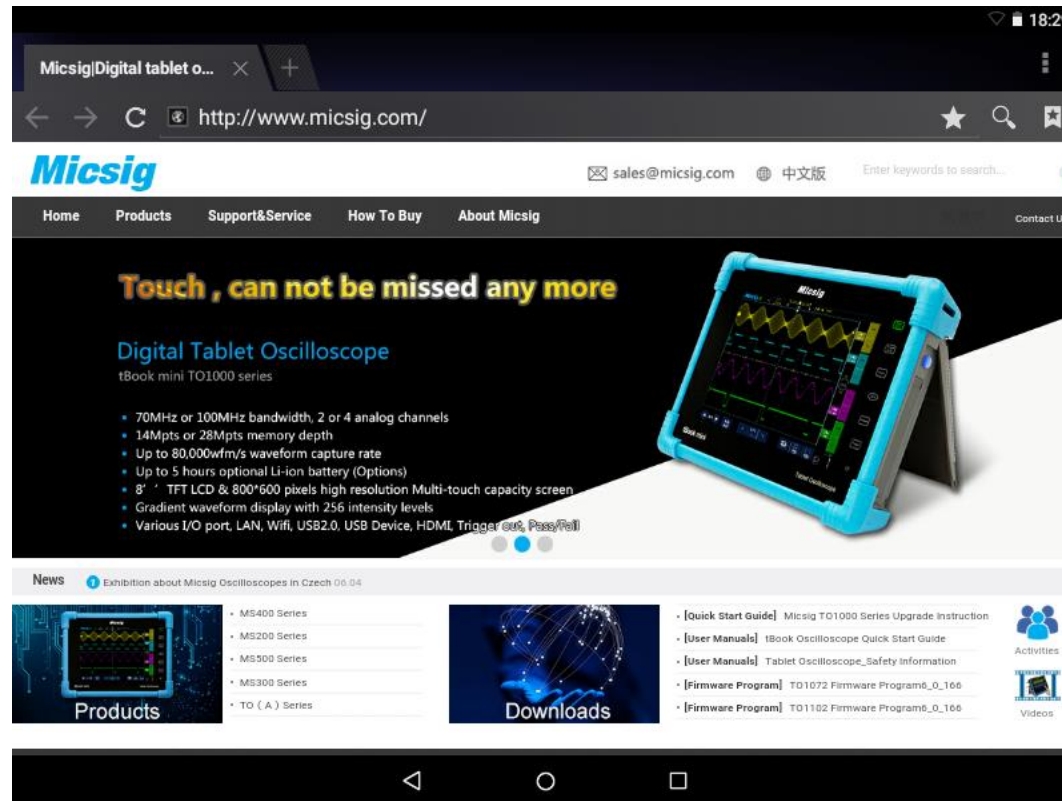 18:2
Micsig|Digital tablet o...
http://www.micsig.com/
Micsig
sales@micsig.com
中文版
Enter keywords to search...
Home
Products
Support&Service
How To Buy
About Micsig
Contact U
Touch , can not be missed any more
Digital Tablet Oscilloscope
tBook mini TO1000 series
• 70MHz or 100MHz bandwidth, 2 or 4 analog channels
• 14Mpts or 28Mpts memory depth
• Up to 80,000wfm/s waveform capture rate
• Up to 5 hours optional Li-ion battery (Options)
• 8' ' TFT LCD & 800*600 pixels high resolution Multi-touch capacity screen
• Gradient waveform display with 256 intensity levels
• Various I/O port, LAN, Wifi, USB2.0, USB Device, HDMI, Trigger out, Pass/Fail
Micsig
tBook mini
Tablet Oscilloscope
News
1 Exhibition about Micsig Oscilloscopes in Czech 06.04
Products
• MS400 Series
• MS200 Series
• MS500 Series
• MS300 Series
• TO ( A ) Series
Downloads
• [Quick Start Guide] Micsig TO1000 Series Upgrade Instruction
• [User Manuals] tBook Oscilloscope Quick Start Guide
• [User Manuals] Tablet Oscilloscope_Safety Information
• [Firmware Program] TO1072 Firmware Program6_0_166
• [Firmware Program] TO1102 Firmware Program6_0_166
Activities
Videos